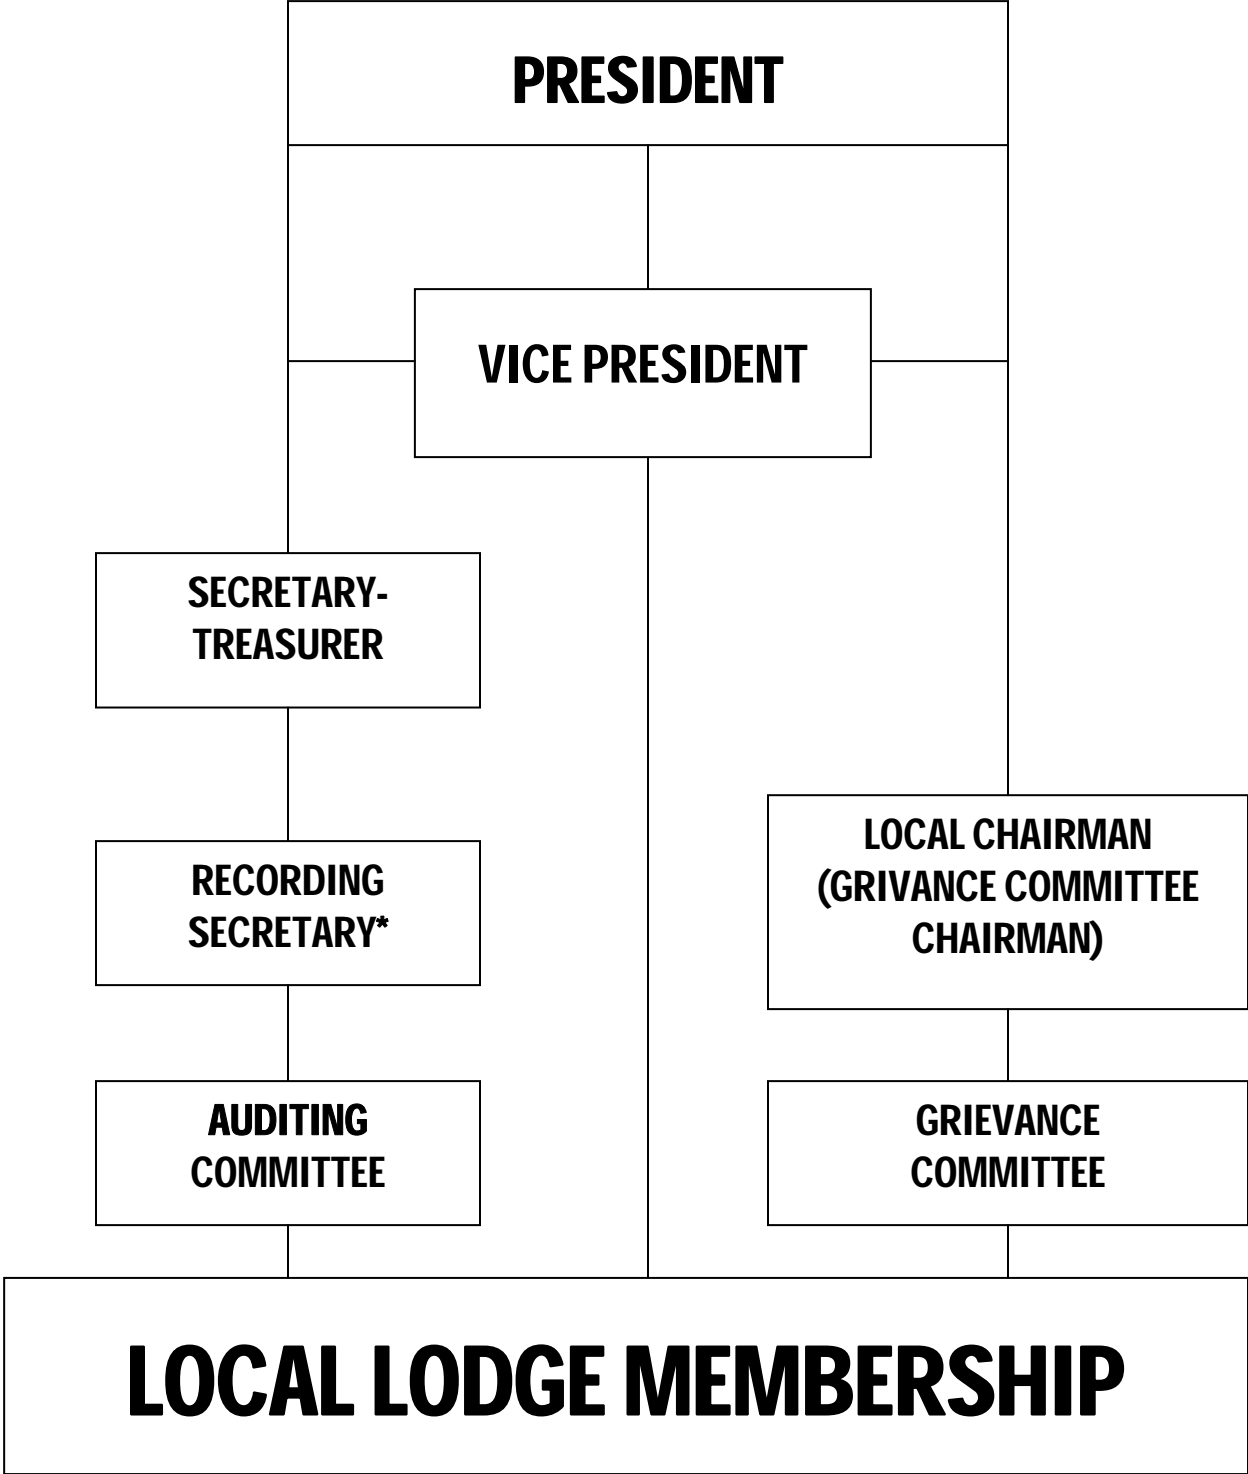 PRESIDENT
VICE PRESIDENT
SECRETARY-
TREASURER
RECORDING
SECRETARY*
AUDITING
COMMITTEE
LOCAL CHAIRMAN
(GRIVANCE COMMITTEE
CHAIRMAN)
GRIEVANCE
COMMITTEE
LOCAL LODGE MEMBERSHIP